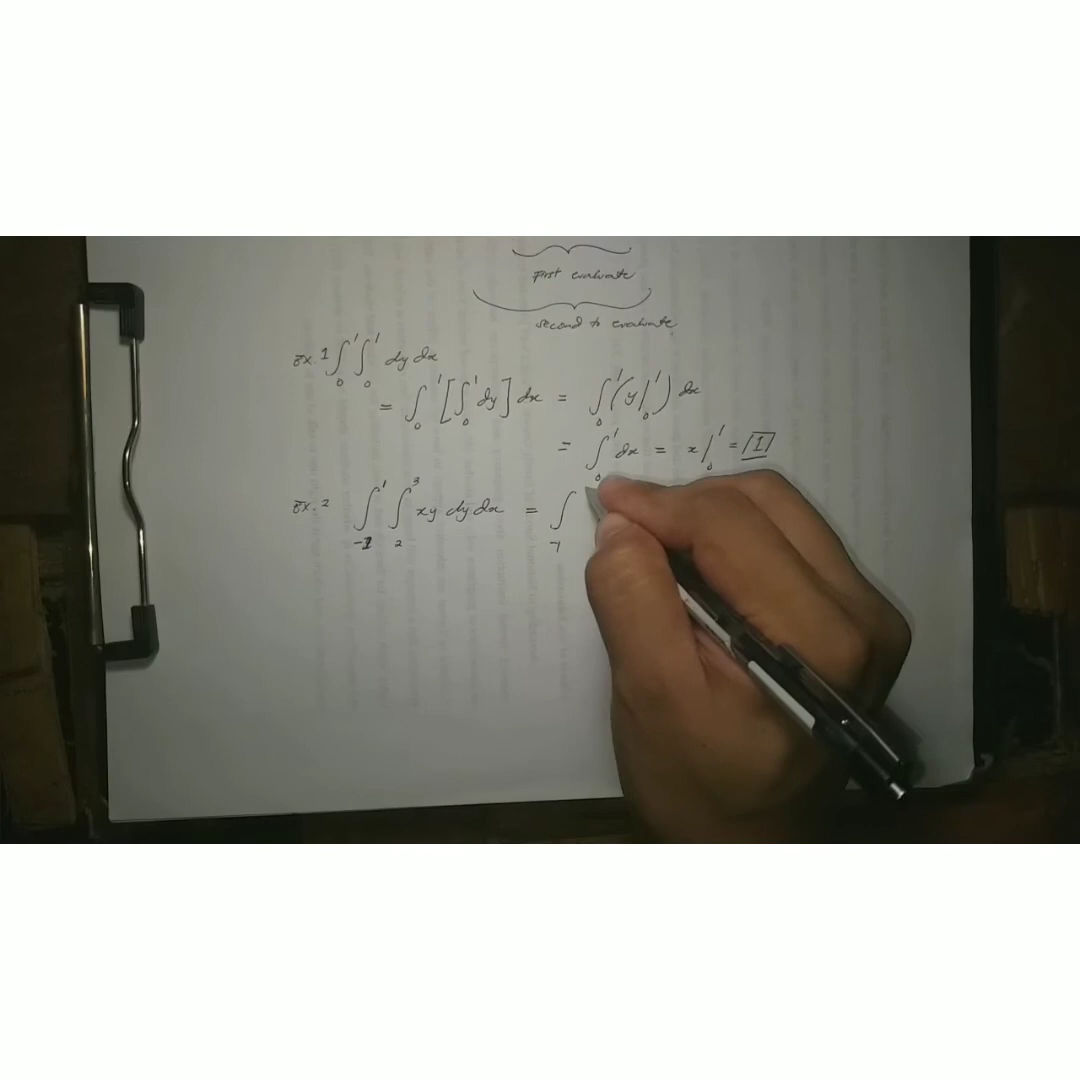 First evaluate
second to evaluate
Ex. 1 ∫₀¹ ∫₀¹ dy dx
= ∫₀¹ [∫₀¹ dy] dx = ∫₀¹ (y|₀¹) dx
= ∫₀¹ dx = x|₀¹ = 1
Ex. 2 ∫₋₁¹ ∫₂³ xy dy dx = ∫₋₁